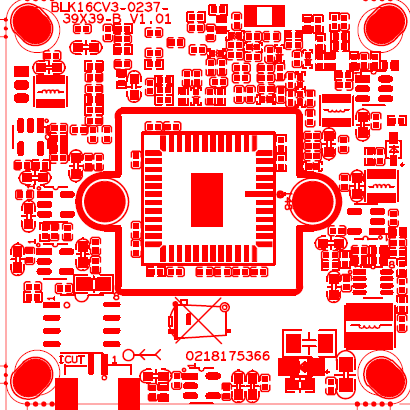 BLK16CV3-0237-
39X39-B V1.01
0218175366
ICUT
1